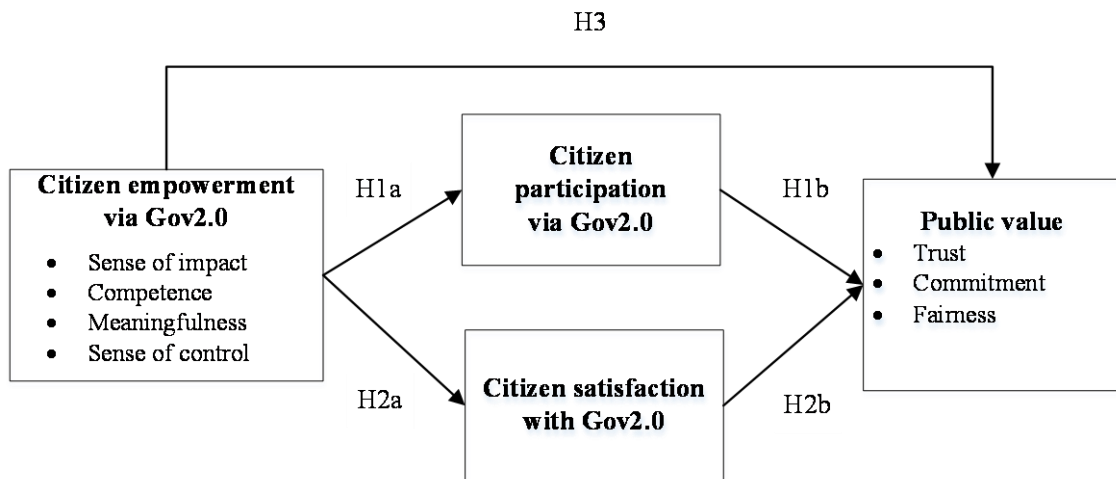 H3
Citizen empowerment
via Gov2.0
• Sense of impact
• Competence
• Meaningfulness
• Sense of control
H1a
H2a
Citizen
participation
via Gov2.0
Citizen satisfaction
with Gov2.0
H1b
H2b
Public value
• Trust
• Commitment
• Fairness